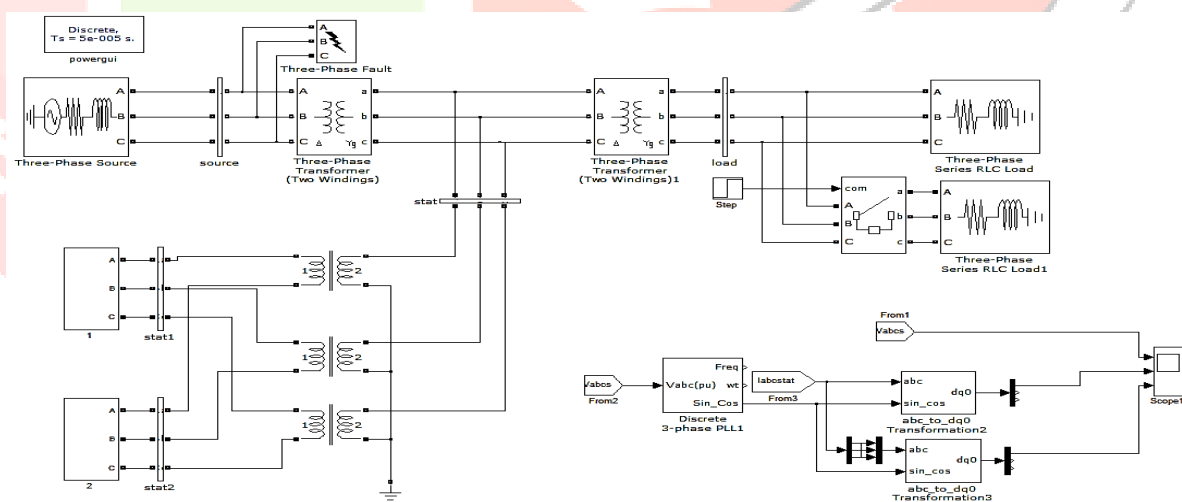 Discrete,
Ts = 5e-005 s.
powergui
A
B
C
Three-Phase Fault
A
B
C
Three-Phase Source
source
A
B
C
a
b
c
Δ
Yg
Three-Phase
Transformer
(Two Windings)
A
B
C
a
b
c
Δ
Yg
Three-Phase
Transformer
(Two Windings)1
load
A
B
C
Three-Phase
Series RLC Load
Step
com
A
B
C
a
b
c
A
B
C
Three-Phase
Series RLC Load1
stat
A
B
C
1
stat1
1
2
1
2
1
2
A
B
C
2
stat2
From1
Vabcs
Vabcs
From2
Vabc(pu)
Freq
wt
Sin_Cos
Discrete
3-phase PLL1
Iabcstat
From3
abc
sin_cos
dq0
abc_to_dq0
Transformation2
abc
sin_cos
dq0
abc_to_dq0
Transformation3
Scope1